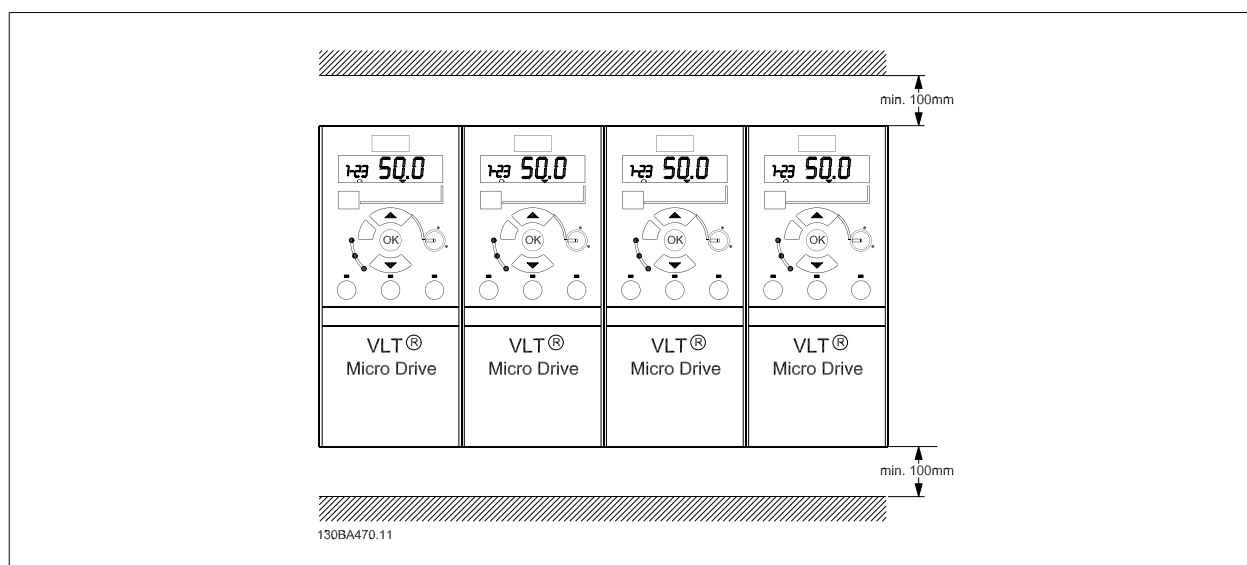 min. 100mm
1-23 50.0
1-23 50.0
1-23 50.0
1-23 50.0
OK
OK
OK
OK
VLT®
Micro Drive
VLT®
Micro Drive
VLT®
Micro Drive
VLT®
Micro Drive
min. 100mm
130BA470.11